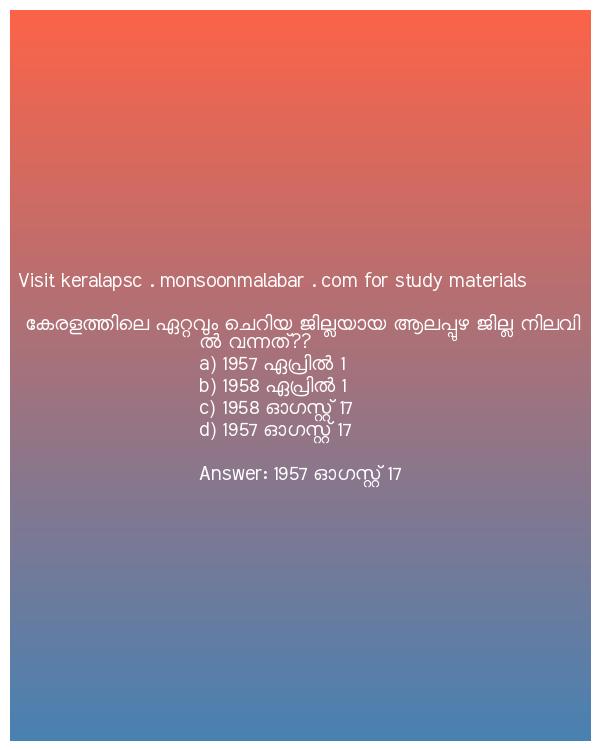 Visit keralapsc . monsoonmalabar . com for study materials
കേരളത്തിലെ ഏറ്റവും ചെറിയ ജില്ലയായ ആലപ്പുഴ ജില്ല നിലവി
ൽ വന്നത്??
a) 1957 ഏപ്രിൽ 1
b) 1958 ഏപ്രിൽ 1
c) 1958 ഓഗസ്റ്റ് 17
d) 1957 ഓഗസ്റ്റ് 17
Answer: 1957 ഓഗസ്റ്റ് 17